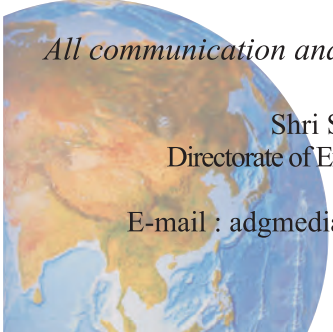 All communication and
Shri S
Directorate of E
E-mail : adgmedia